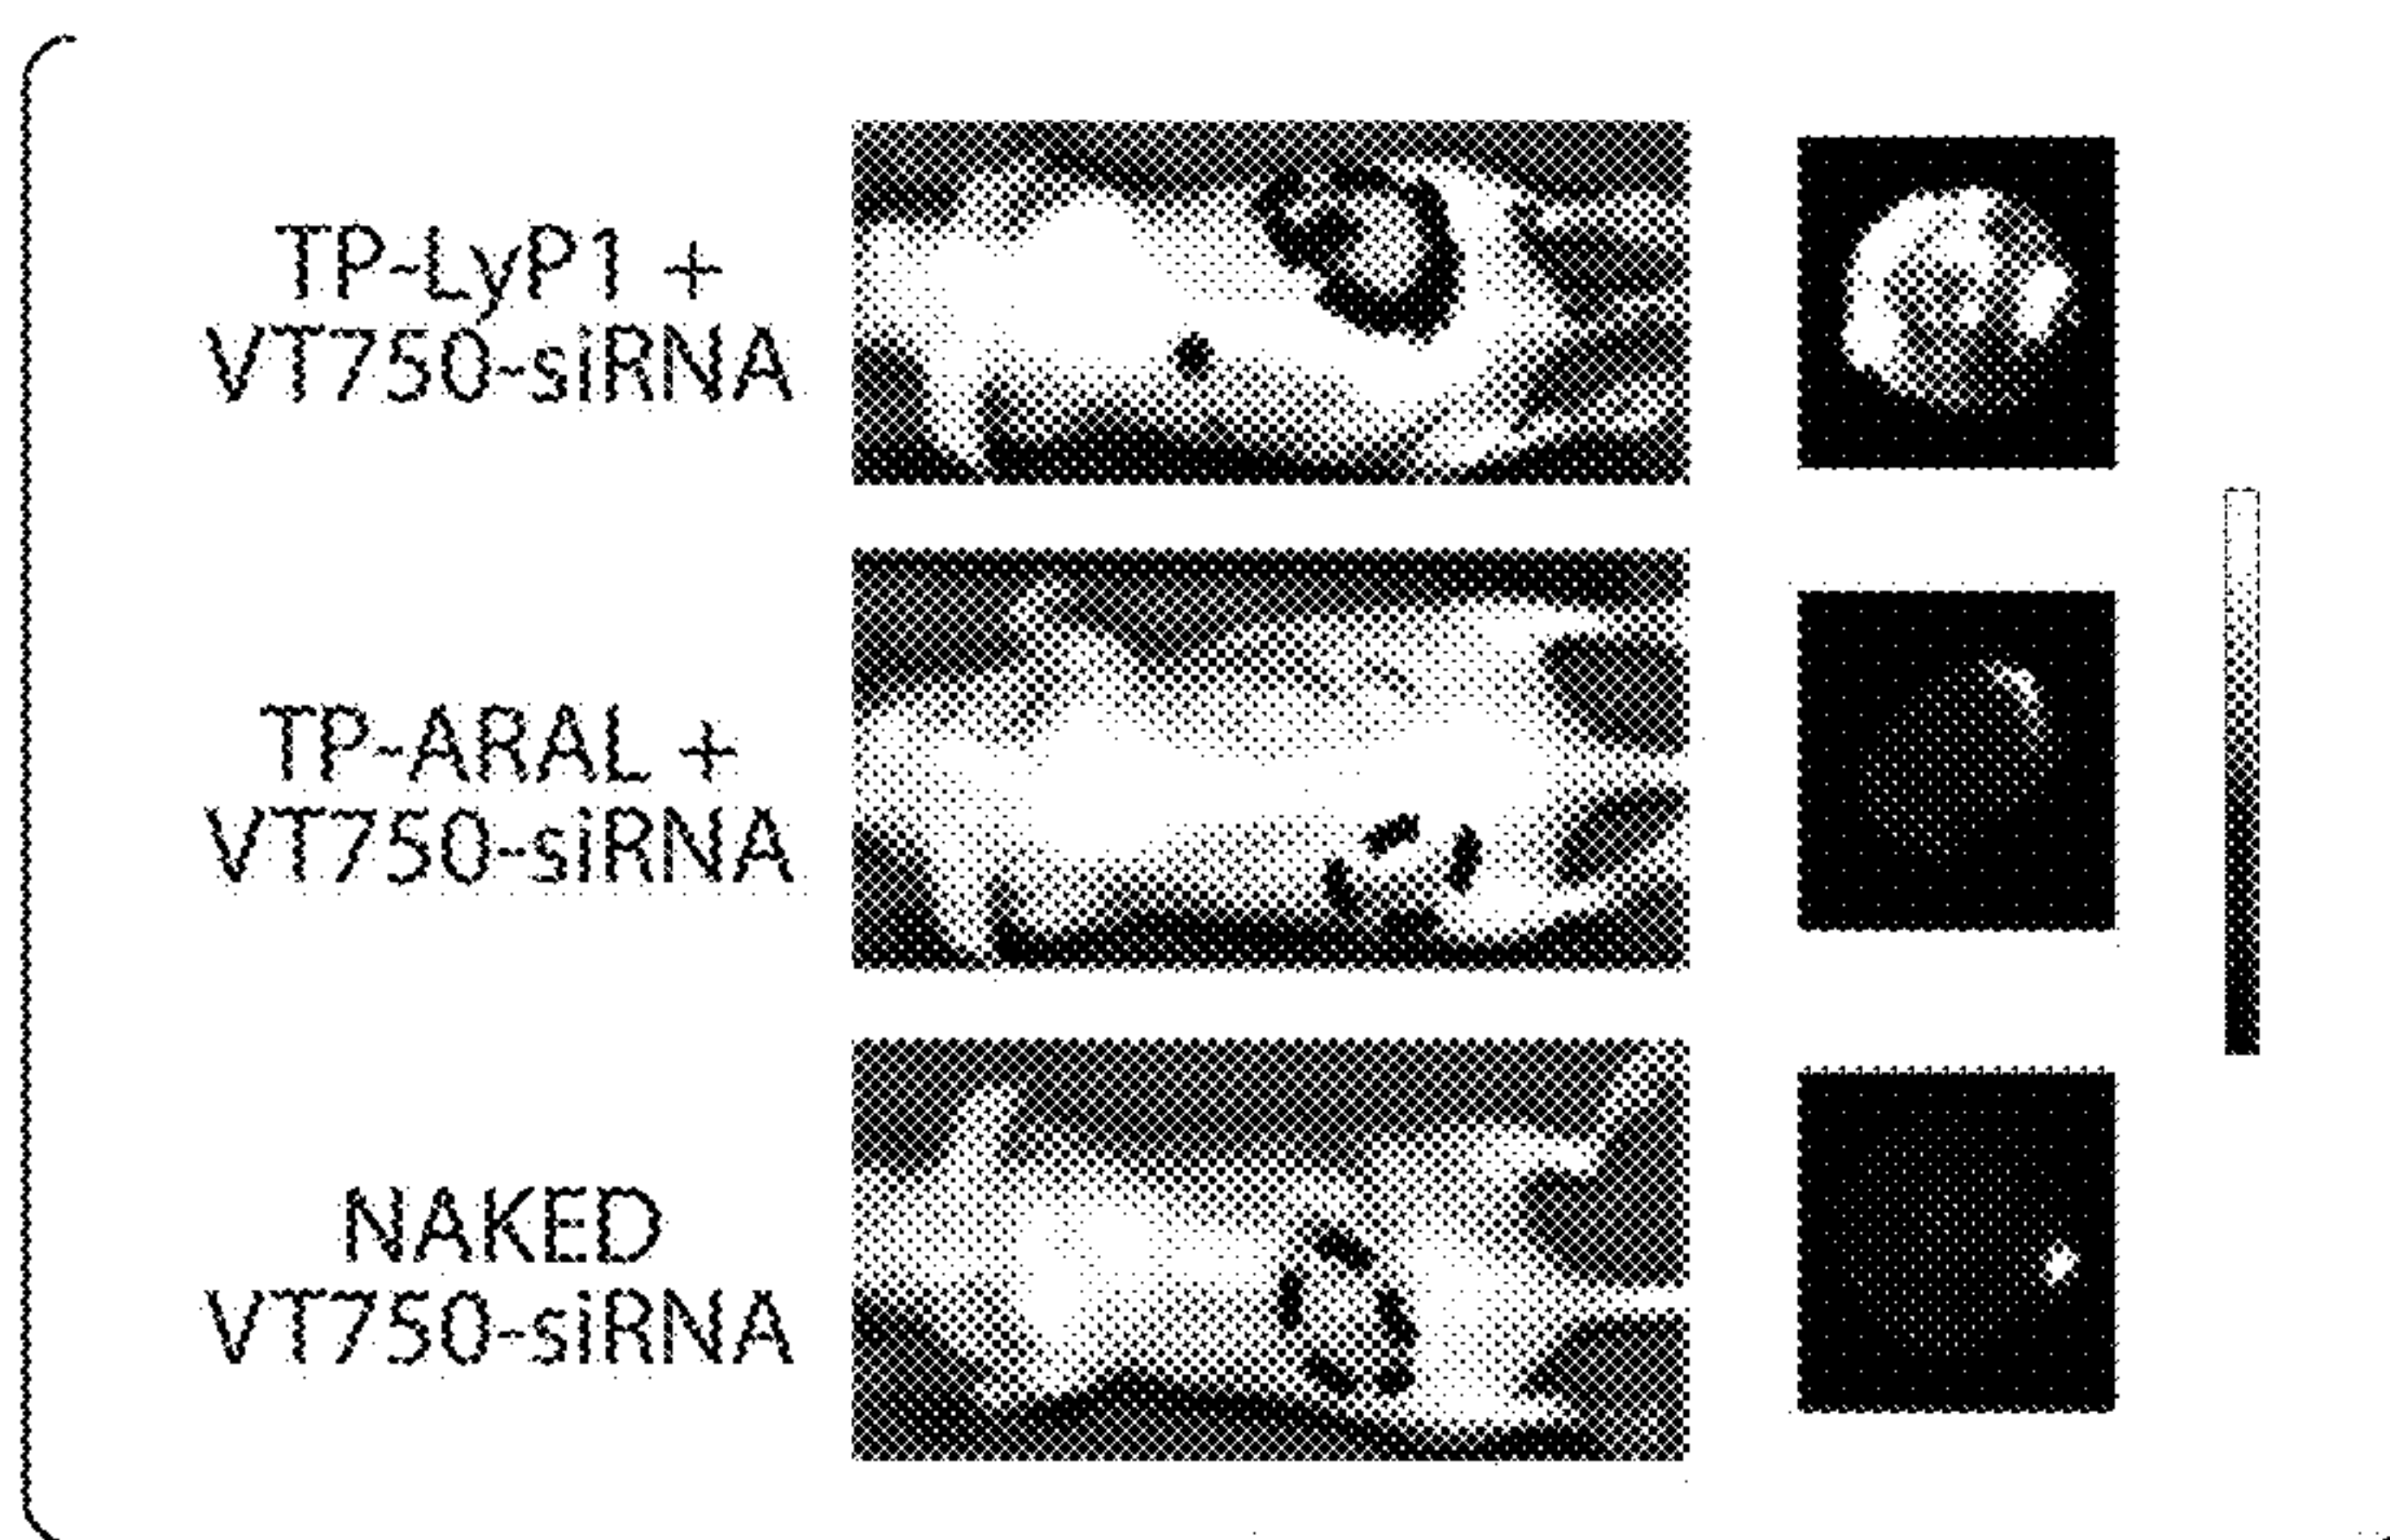 TP-LyP1 +
VT750-siRNA
TP-ARAL +
VT750-siRNA
NAKED
VT750-siRNA